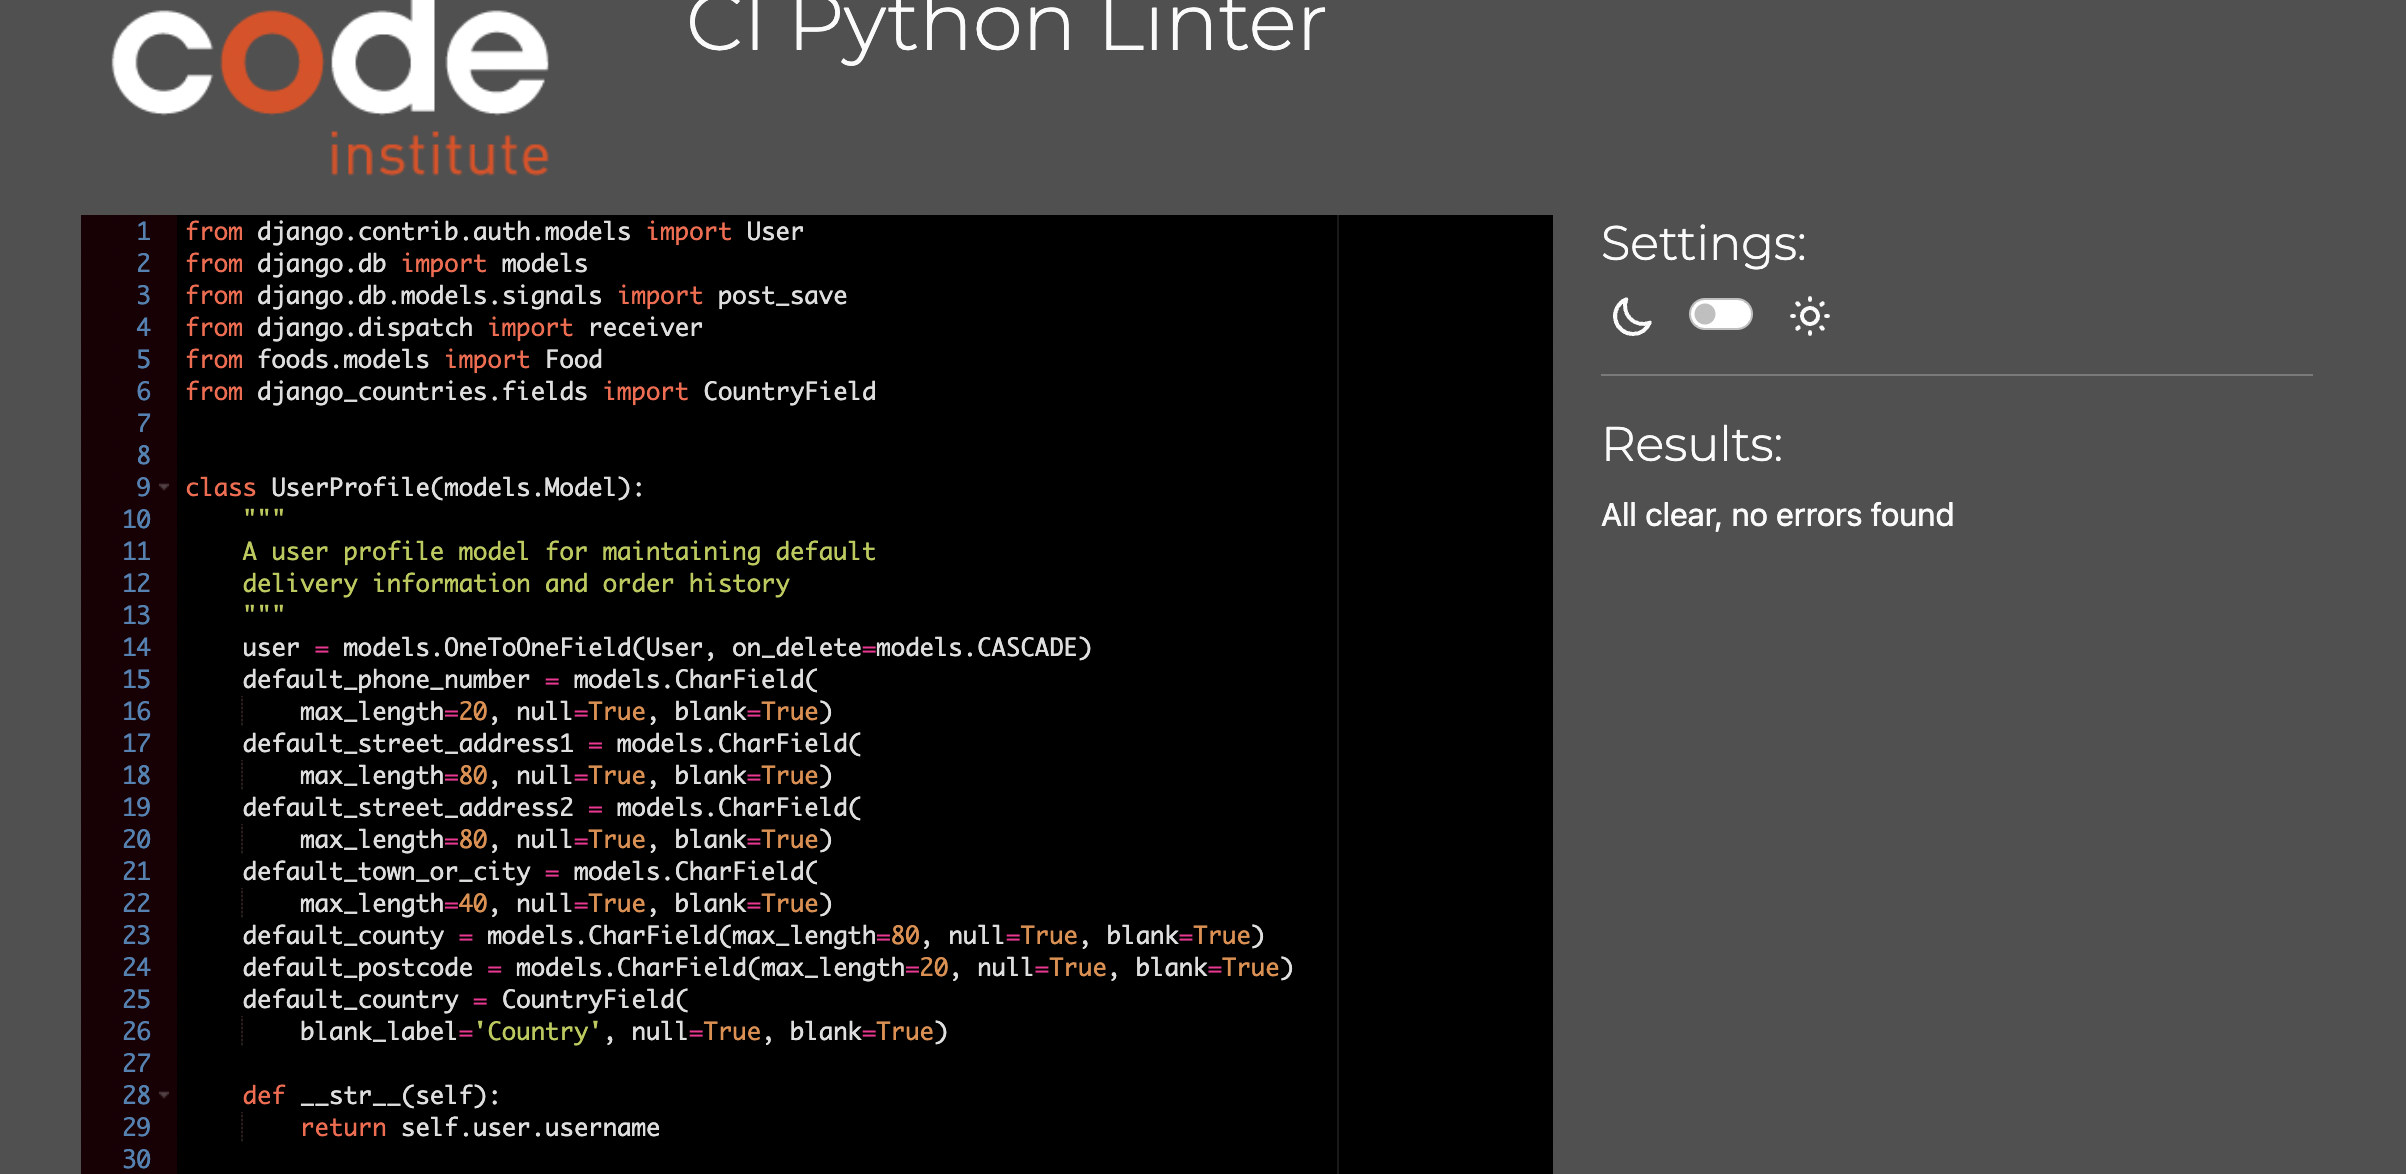 code
institute
CI Python Linter
1 from django.contrib.auth.models import User
2 from django.db import models
3 from django.db.models.signals import post_save
4 from django.dispatch import receiver
5 from foods.models import Food
6 from django_countries.fields import CountryField
7
8
9 class UserProfile(models.Model):
10     """
11     A user profile model for maintaining default
12     delivery information and order history
13     """
14     user = models.OneToOneField(User, on_delete=models.CASCADE)
15     default_phone_number = models.CharField(
16         max_length=20, null=True, blank=True)
17     default_street_address1 = models.CharField(
18         max_length=80, null=True, blank=True)
19     default_street_address2 = models.CharField(
20         max_length=80, null=True, blank=True)
21     default_town_or_city = models.CharField(
22         max_length=40, null=True, blank=True)
23     default_county = models.CharField(max_length=80, null=True, blank=True)
24     default_postcode = models.CharField(max_length=20, null=True, blank=True)
25     default_country = CountryField(
26         blank_label='Country', null=True, blank=True)
27
28     def __str__(self):
29         return self.user.username
30
Settings:
Results:
All clear, no errors found